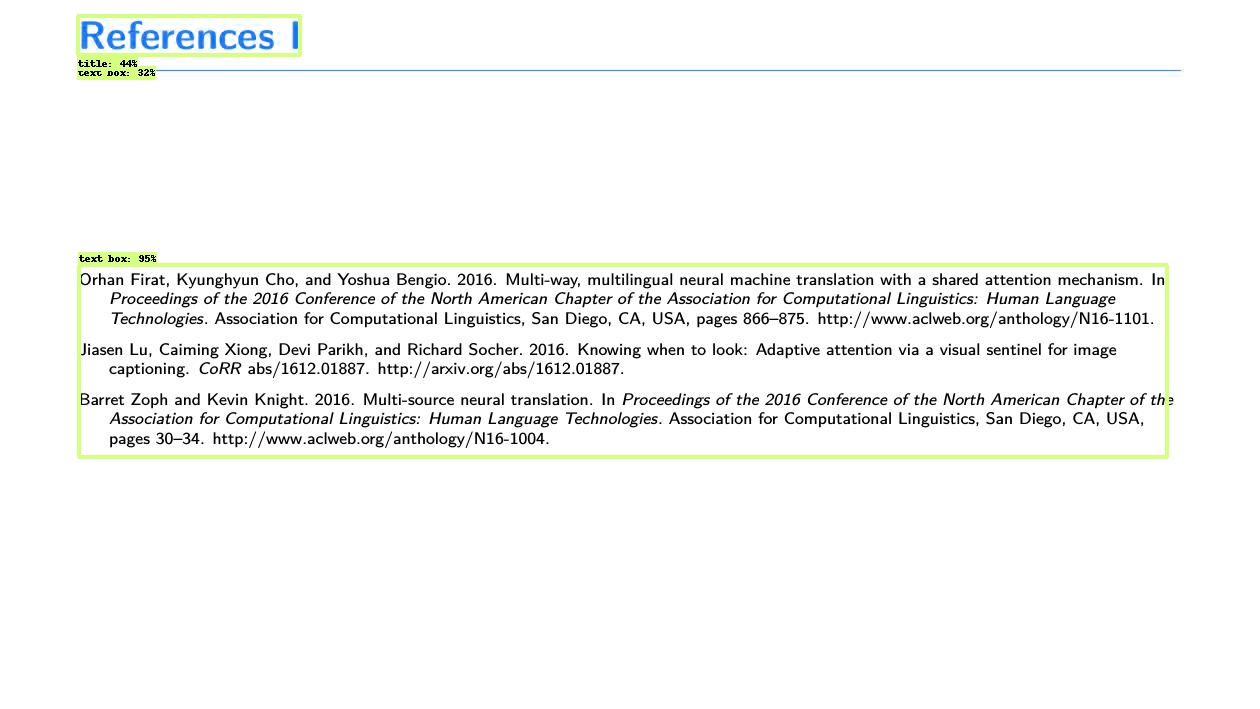 References I
title: 44%
text box: 32%
text box: 95%
Orhan Firat, Kyunghyun Cho, and Yoshua Bengio. 2016. Multi-way, multilingual neural machine translation with a shared attention mechanism. In
Proceedings of the 2016 Conference of the North American Chapter of the Association for Computational Linguistics: Human Language
Technologies. Association for Computational Linguistics, San Diego, CA, USA, pages 866–875. http://www.aclweb.org/anthology/N16-1101.
Jiasen Lu, Caiming Xiong, Devi Parikh, and Richard Socher. 2016. Knowing when to look: Adaptive attention via a visual sentinel for image
captioning. CoRR abs/1612.01887. http://arxiv.org/abs/1612.01887.
Barret Zoph and Kevin Knight. 2016. Multi-source neural translation. In Proceedings of the 2016 Conference of the North American Chapter of the
Association for Computational Linguistics: Human Language Technologies. Association for Computational Linguistics, San Diego, CA, USA,
pages 30–34. http://www.aclweb.org/anthology/N16-1004.